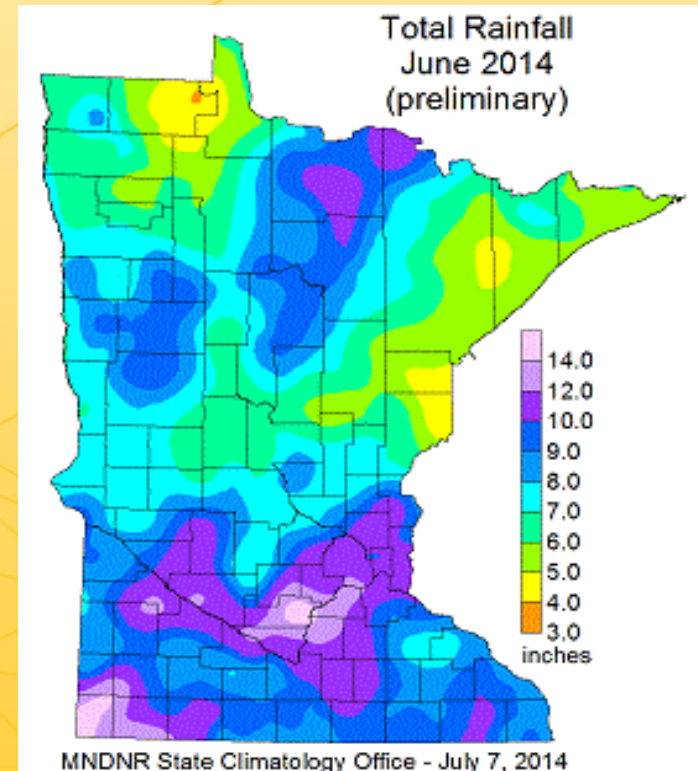 Total Rainfall
June 2014
(preliminary)
14.0
12.0
10.0
9.0
8.0
7.0
6.0
5.0
4.0
3.0
inches
MNDNR State Climatology Office - July 7, 2014